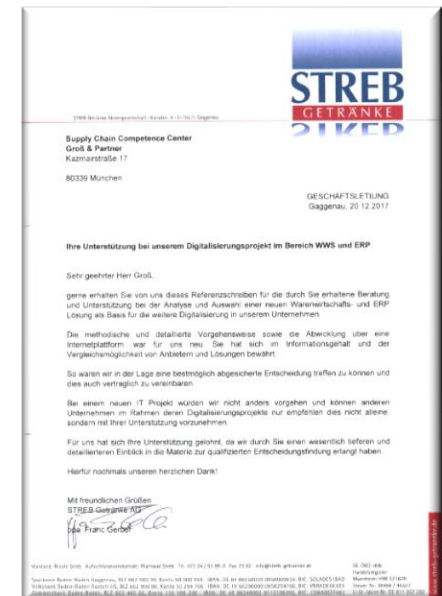 STREB
GETRÄNKE
Supply Chain Competence Center
Groß & Partner
Kazmairstraße 17
80339 München
GESCHÄFTSLEITUNG
Gaggenau, 20.12.2017
Ihre Unterstützung bei unserem Digitalisierungsprojekt im Bereich WWS und ERP
Sehr geehrter Herr Groß,
gerne erhalten Sie von uns dieses Referenzschreiben für die durch Sie erhaltene Beratung
und Unterstützung bei der Analyse und Auswahl einer neuen Warenwirtschafts- und ERP
Lösung als Basis für die weitere Digitalisierung in unserem Unternehmen.
Die methodische und detaillierte Vorgehensweise sowie die Abwicklung über eine
Internetplattform war für uns neu. Sie hat sich im Informationsgehalt und der
Vergleichsmöglichkeit von Anbietern und Lösungen bewährt.
So waren wir in der Lage eine bestmöglich abgesicherte Entscheidung treffen zu können und
dies auch vertraglich zu vereinbaren.
Bei einem neuen IT Projekt würden wir nicht anders vorgehen und können anderen
Unternehmen im Rahmen deren Digitalisierungsprojekte nur empfehlen dies nicht alleine,
sondern mit Ihrer Unterstützung vorzunehmen.
Für uns hat sich Ihre Unterstützung gelohnt, da wir durch Sie einen wesentlich tieferen und
detaillierteren Einblick in die Materie zur qualifizierten Entscheidungsfindung erlangt haben.
Hierfür nochmals unseren herzlichen Dank!
Mit freundlichen Grüßen
STREB Getränke AG
ppa. Franc Gerber